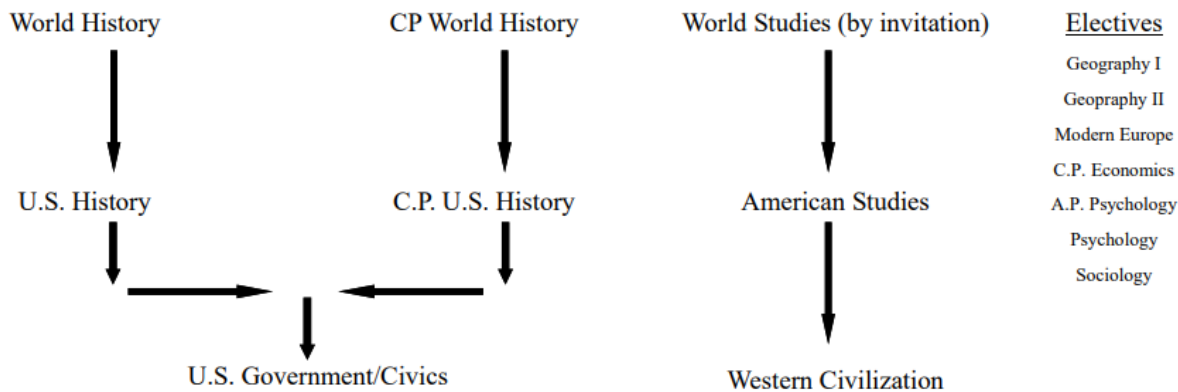 World History
CP World History
World Studies (by invitation)
Electives
Geography I
Geopraphy II
Modern Europe
C.P. Economics
U.S. History
C.P. U.S. History
American Studies
A.P. Psychology
Psychology
Sociology
U.S. Government/Civics
Western Civilization